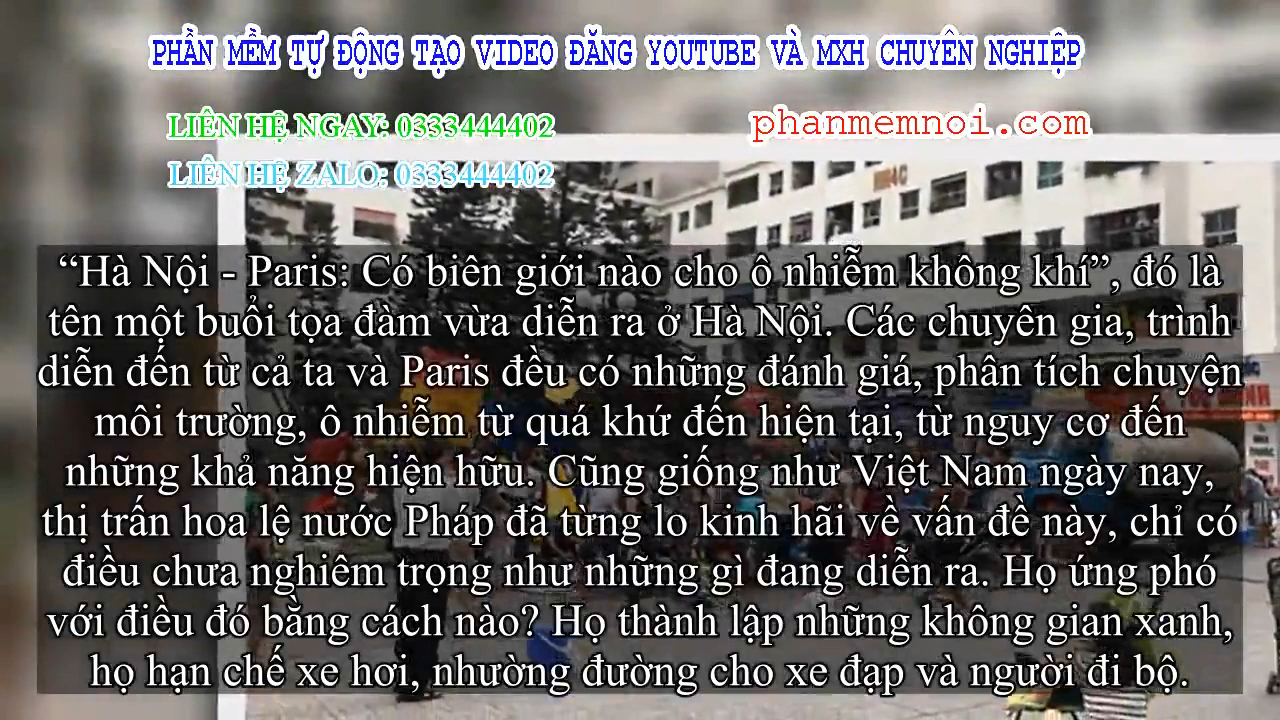 PHẦN MỀM TỰ ĐỘNG TẠO VIDEO ĐĂNG YOUTUBE VÀ MXH CHUYÊN NGHIỆP
LIÊN HỆ NGAY: 0333444402
phanmemnoi.com
LIÊN HỆ ZALO: 0333444402
“Hà Nội - Paris: Có biên giới nào cho ô nhiễm không khí”, đó là
tên một buổi tọa đàm vừa diễn ra ở Hà Nội. Các chuyên gia, trình
diễn đến từ cả ta và Paris đều có những đánh giá, phân tích chuyện
môi trường, ô nhiễm từ quá khứ đến hiện tại, từ nguy cơ đến
những khả năng hiện hữu. Cũng giống như Việt Nam ngày nay,
thị trấn hoa lệ nước Pháp đã từng lo kinh hãi về vấn đề này, chỉ có
điều chưa nghiêm trọng như những gì đang diễn ra. Họ ứng phó
với điều đó bằng cách nào? Họ thành lập những không gian xanh,
họ hạn chế xe hơi, nhường đường cho xe đạp và người đi bộ.